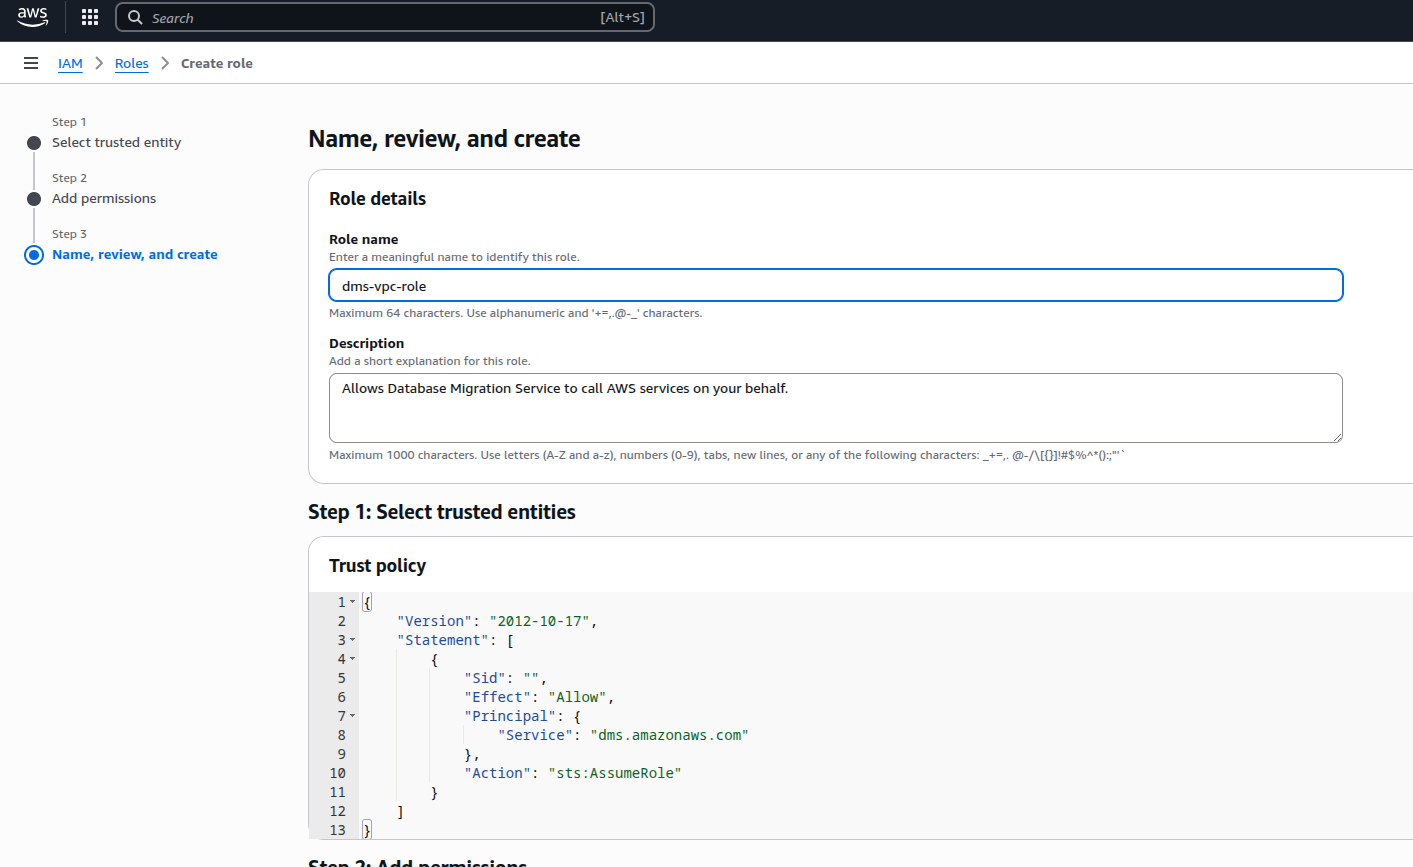 aws
Search [Alt+S]
IAM > Roles > Create role
Step 1
Select trusted entity
Step 2
Add permissions
Step 3
Name, review, and create
Name, review, and create
Role details
Role name
Enter a meaningful name to identify this role.
dms-vpc-role
Maximum 64 characters. Use alphanumeric and '+=,.@-_' characters.
Description
Add a short explanation for this role.
Allows Database Migration Service to call AWS services on your behalf.
Maximum 1000 characters. Use letters (A-Z and a-z), numbers (0-9), tabs, new lines, or any of the following characters: _+=,. @-/\[{}]!#$%^*();:"'`
Step 1: Select trusted entities
Trust policy
1 {
2     "Version": "2012-10-17",
3     "Statement": [
4         {
5             "Sid": "",
6             "Effect": "Allow",
7             "Principal": {
8                 "Service": "dms.amazonaws.com"
9             },
10             "Action": "sts:AssumeRole"
11         }
12     ]
13 }
Step 2: Add permissions